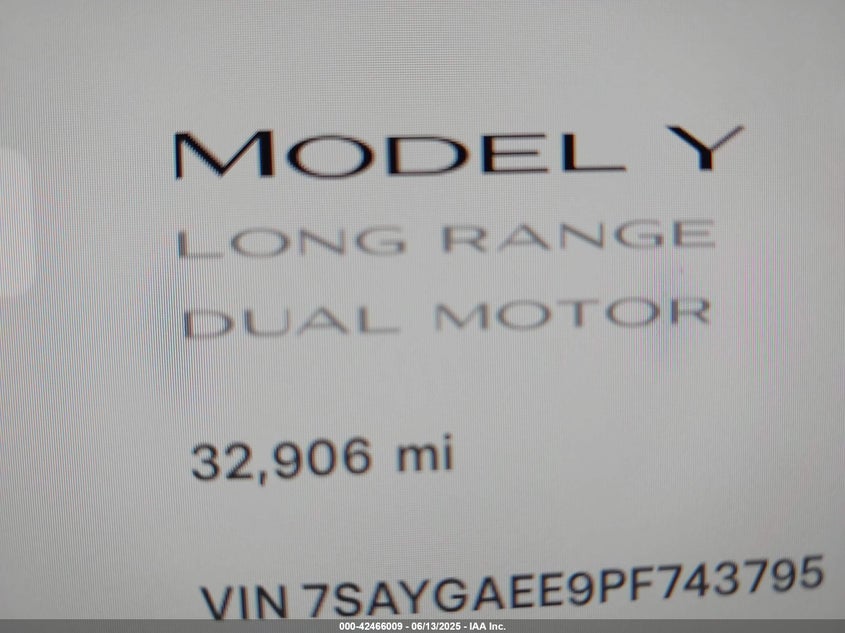 MODEL Y
LONG RANGE
DUAL MOTOR
32,906 mi
VIN 7SAYGAEE9PF743795
000-42466009 - 06/13/2025 - IAA Inc.